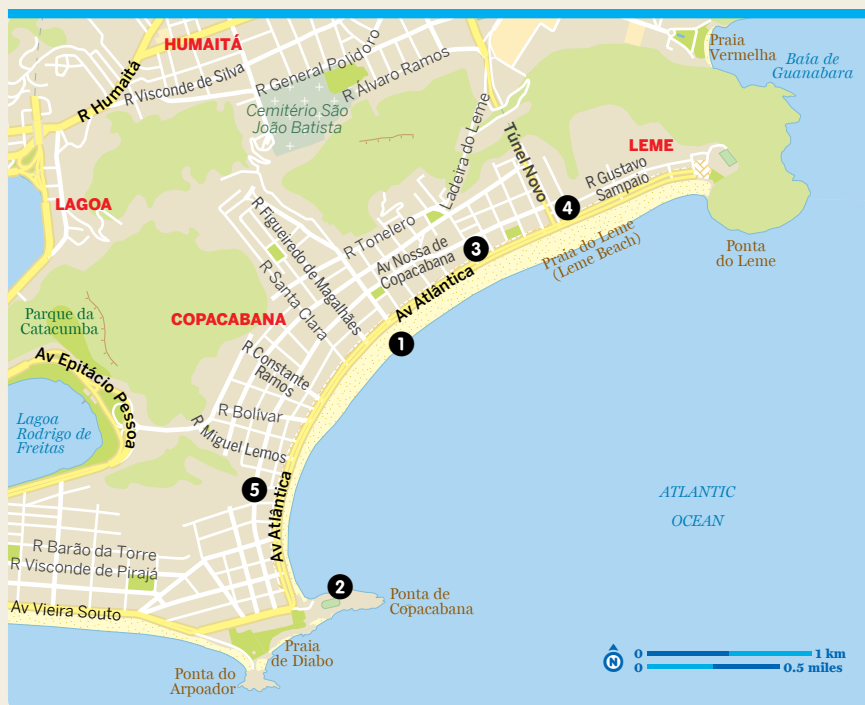 HUMAITÁ
R Humaitá
R Visconde de Silva
R General Polidoro
R Álvaro Ramos
Cemitério São
João Batista
Praia
Vermelha
Baía de
Guanabara
Ladeira do Leme
Túnel Novo
LEME
R Gustavo
Sampaio
4
LAGOA
R Figueiredo de Magalhães
R Tonelero
Av Nossa de
Copacabana
3
Praia do Leme
(Leme Beach)
Ponta
do Leme
R Santa Clara
Av Atlântica
COPACABANA
1
Parque da
Catacumba
Av Epitácio Pessoa
R Constante
Ramos
R Bolívar
R Miguel Lemos
Lagoa
Rodrigo de
Freitas
5
Av Atlântica
ATLANTIC
OCEAN
R Barão da Torre
R Visconde de Pirajá
2
Ponta de
Copacabana
Av Vieira Souto
Praia
de Diabo
Ponta do
Arpoador
N
0 1 km
0 0.5 miles